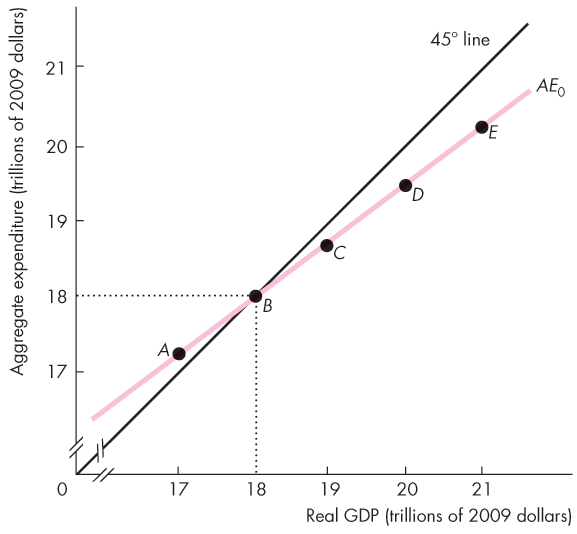 Aggregate expenditure (trillions of 2009 dollars)
45° line
21
AE₀
20
E
D
19
C
18
B
A
17
0
17
18
19
20
21
Real GDP (trillions of 2009 dollars)